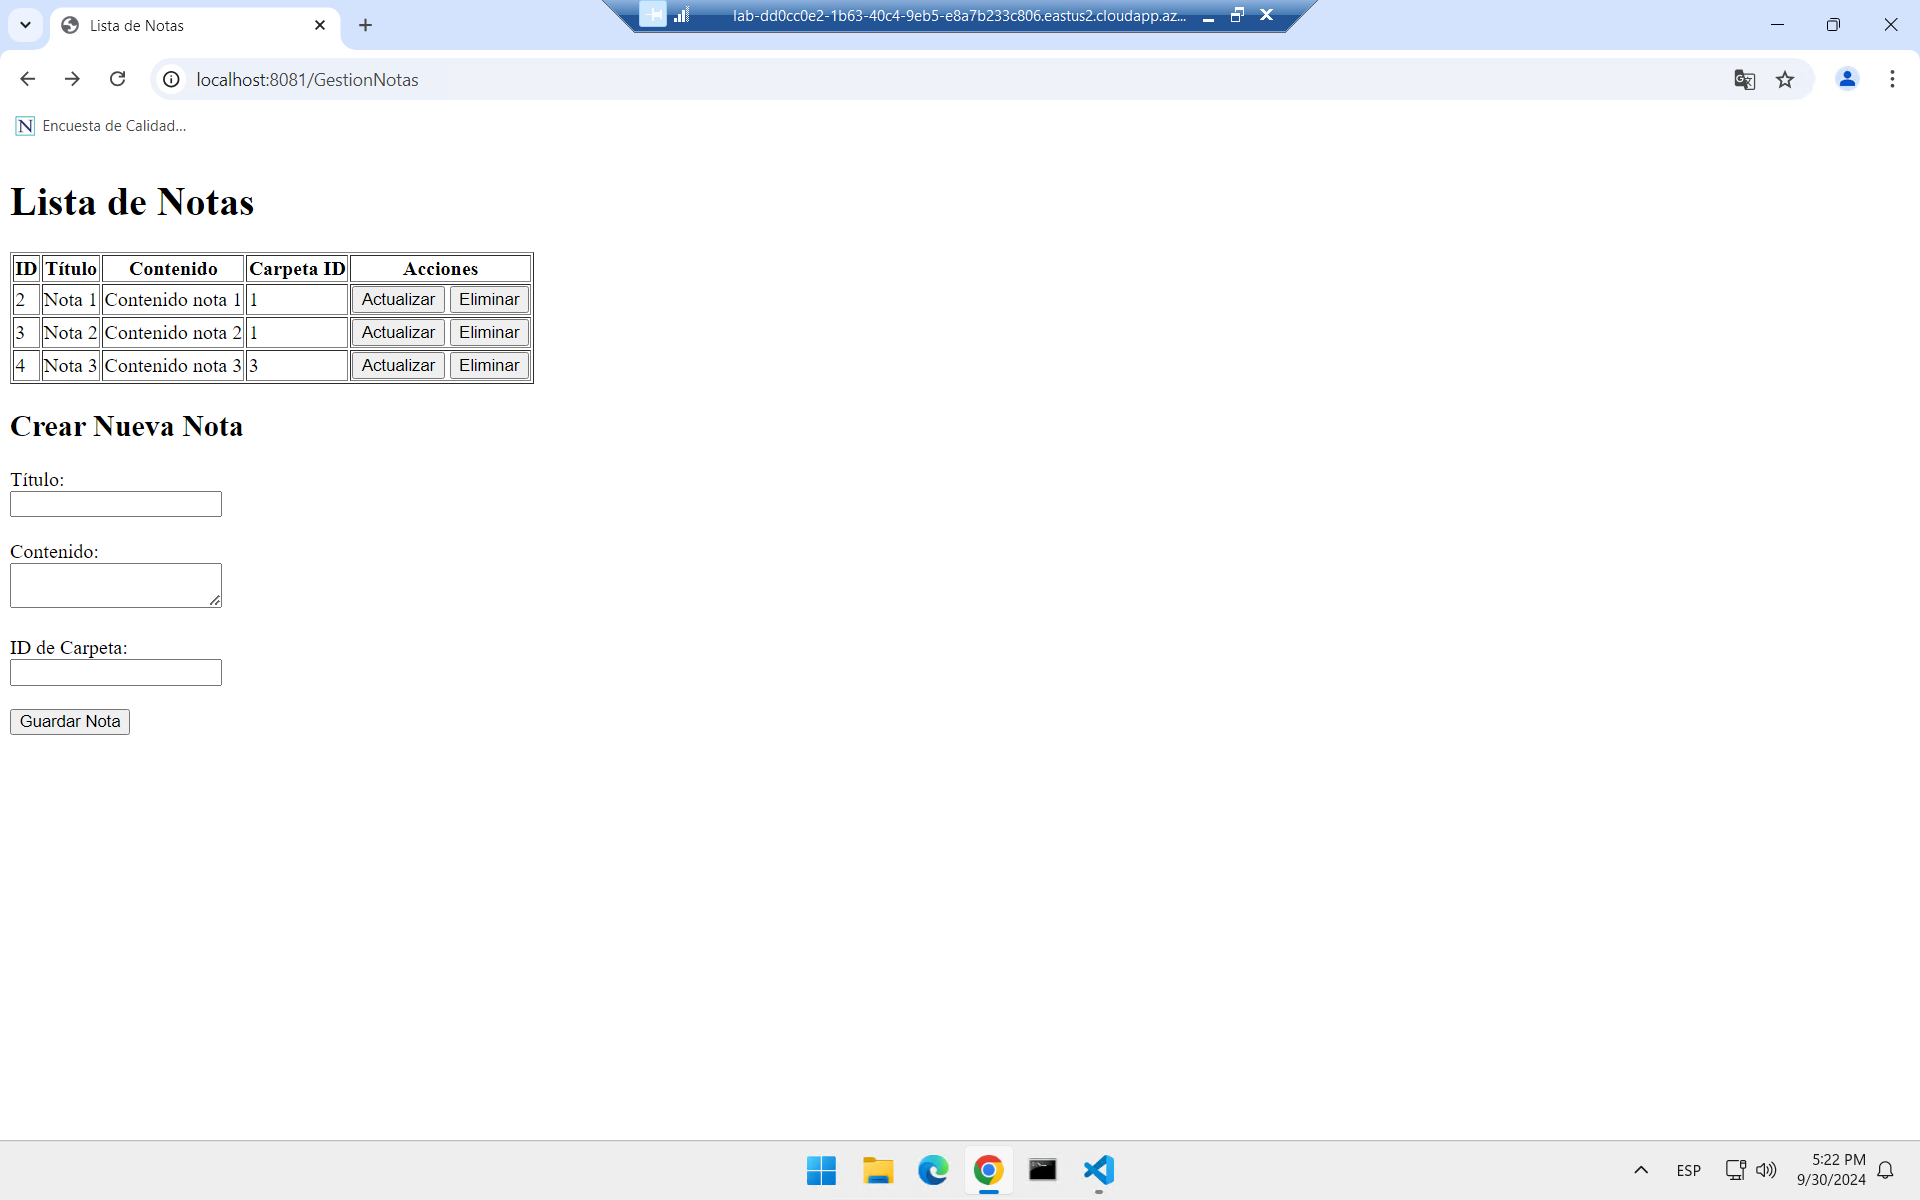 Lista de Notas
lab-dd0cc0e2-1b63-40c4-9eb5-e8a7b233c806.eastus2.cloudapp.az...
localhost:8081/GestionNotas
N Encuesta de Calidad...
Lista de Notas
ID Título Contenido Carpeta ID Acciones
2 Nota 1 Contenido nota 1 1 Actualizar Eliminar
3 Nota 2 Contenido nota 2 1 Actualizar Eliminar
4 Nota 3 Contenido nota 3 3 Actualizar Eliminar
Crear Nueva Nota
Título:
Contenido:
ID de Carpeta:
Guardar Nota
ESP
5:22 PM
9/30/2024